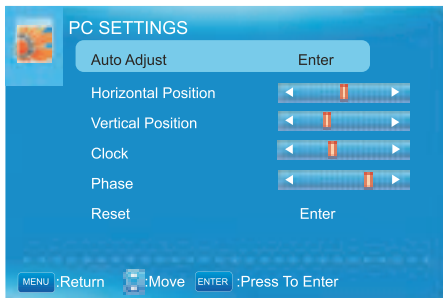 PC SETTINGS
Auto Adjust Enter
Horizontal Position
Vertical Position
Clock
Phase
Reset Enter
MENU :Return :Move ENTER :Press To Enter